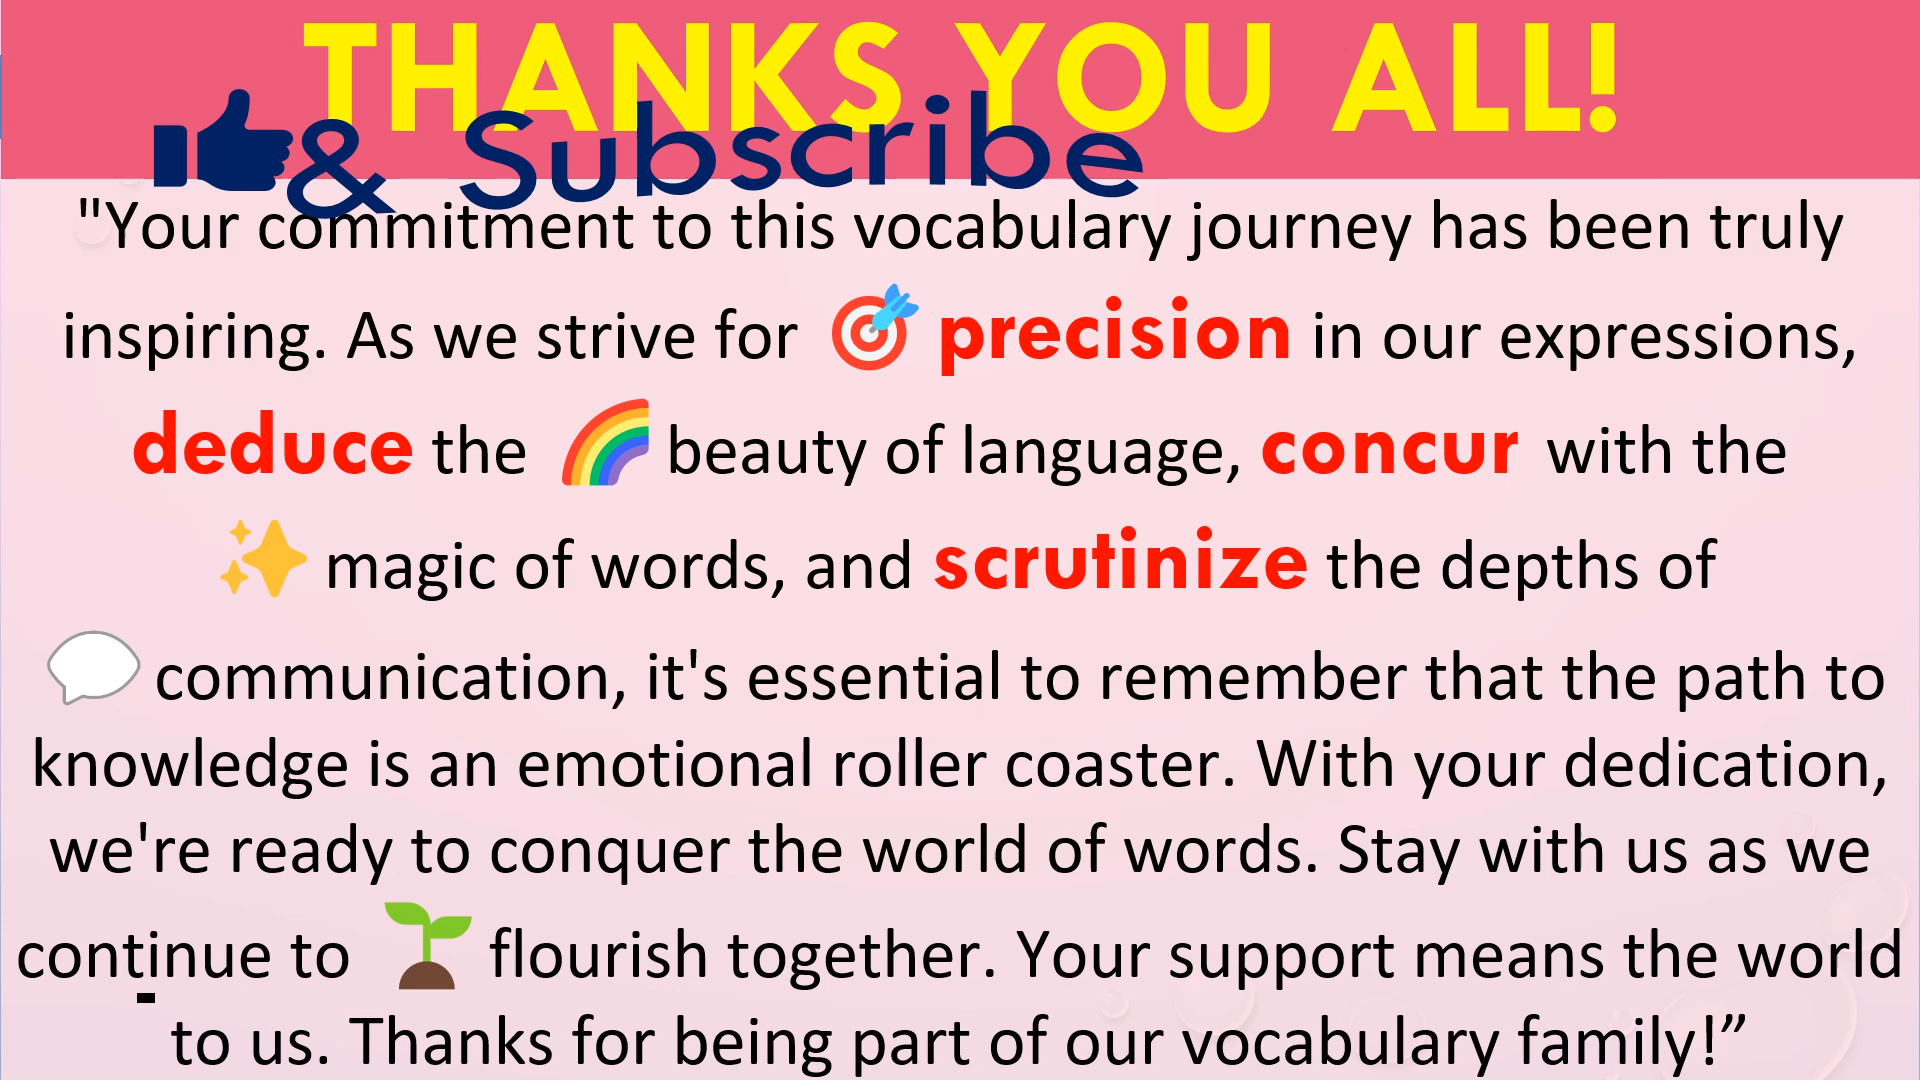 THANKS YOU ALL!
👍& Subscribe
"Your commitment to this vocabulary journey has been truly
inspiring. As we strive for 🎯 precision in our expressions,
deduce the 🌈 beauty of language, concur with the
✨ magic of words, and scrutinize the depths of
💬 communication, it's essential to remember that the path to
knowledge is an emotional roller coaster. With your dedication,
we're ready to conquer the world of words. Stay with us as we
continue to 🌱 flourish together. Your support means the world
to us. Thanks for being part of our vocabulary family!”